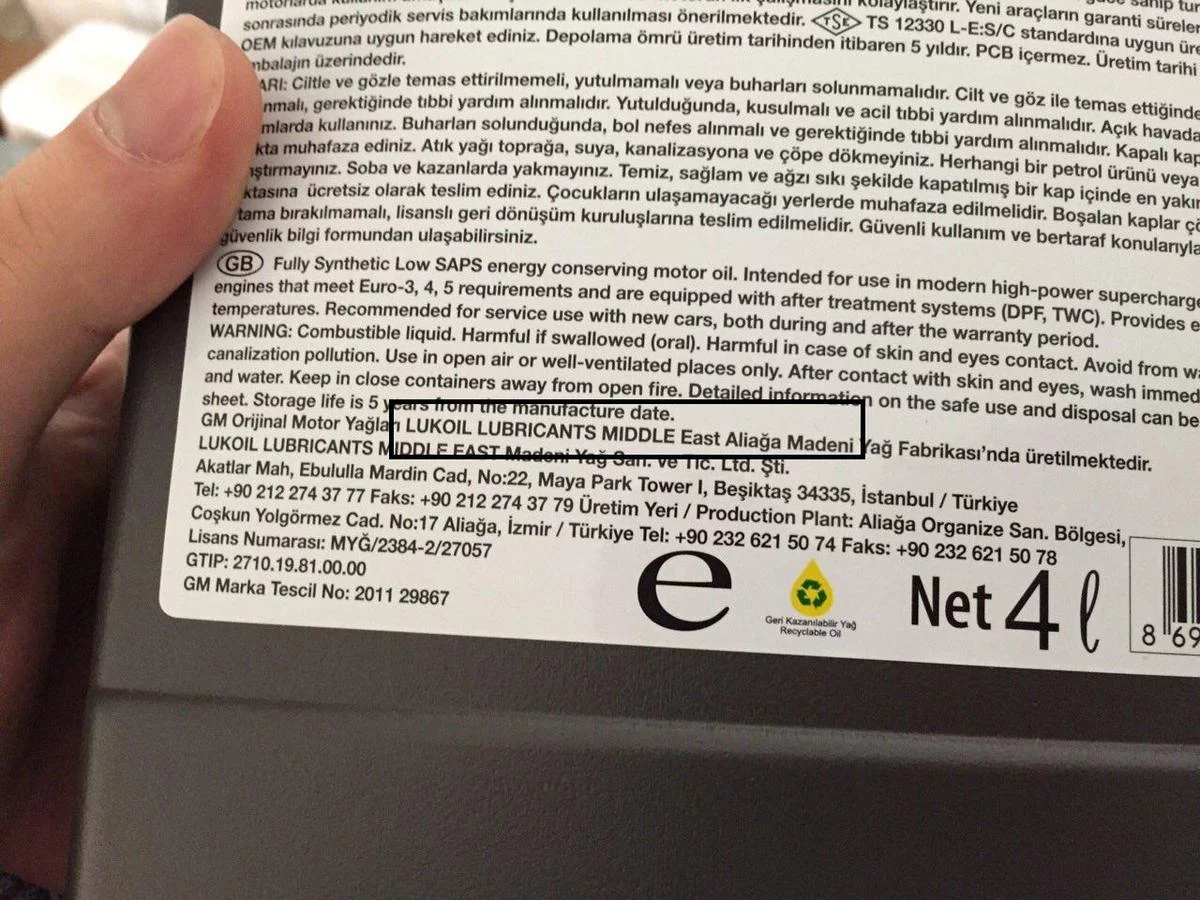 motorlarda
kolaylaştırır. Yeni araçların garanti süreler
sonrasında periyodik servis bakımlarında kullanılması önerilmektedir. TSE TS 12330 L-E:S/C standardına uygun üre
OEM kılavuzuna uygun hareket ediniz. Depolama ömrü üretim tarihinden itibaren 5 yıldır. PCB içermez. Üretim tarihi
mbalajın üzerindedir.
ARI: Ciltle ve gözle temas ettirilmemeli, yutulmamalı veya buharları solunmamalıdır. Cilt ve göz ile temas ettiğinde
nmalı, gerektiğinde tıbbi yardım alınmalıdır. Yutulduğunda, kusulmalı ve acil tıbbi yardım alınmalıdır. Açık havada
mlarda kullanınız. Buharları solunduğunda, bol nefes alınmalı ve gerektiğinde tıbbi yardım alınmalıdır. Kapalı kap
kta muhafaza ediniz. Atık yağı toprağa, suya, kanalizasyona ve çöpe dökmeyiniz. Herhangi bir petrol ürünü veya
ıştırmayınız. Soba ve kazanlarda yakmayınız. Temiz, sağlam ve ağzı sıkı şekilde kapatılmış bir kap içinde en yakın
ktasına ücretsiz olarak teslim ediniz. Çocukların ulaşamayacağı yerlerde muhafaza edilmelidir. Boşalan kaplar çö
tama bırakılmamalı, lisanslı geri dönüşüm kuruluşlarına teslim edilmelidir. Güvenli kullanım ve bertaraf konularıyla
güvenlik bilgi formundan ulaşabilirsiniz.
GB Fully Synthetic Low SAPS energy conserving motor oil. Intended for use in modern high-power supercharge
engines that meet Euro-3, 4, 5 requirements and are equipped with after treatment systems (DPF, TWC). Provides e
temperatures. Recommended for service use with new cars, both during and after the warranty period.
WARNING: Combustible liquid. Harmful if swallowed (oral). Harmful in case of skin and eyes contact. Avoid from wa
canalization pollution. Use in open air or well-ventilated places only. After contact with skin and eyes, wash immed
and water. Keep in close containers away from open fire. Detailed information on the safe use and disposal can be
sheet. Storage life is 5 years from the manufacture date.
GM Orijinal Motor Yağları LUKOIL LUBRICANTS MIDDLE East Aliağa Madeni Yağ Fabrikası'nda üretilmektedir.
LUKOIL LUBRICANTS MIDDLE EAST Madeni Yağ San. ve Tic. Ltd. Şti.
Akatlar Mah, Ebululla Mardin Cad, No:22, Maya Park Tower I, Beşiktaş 34335, İstanbul / Türkiye
Tel: +90 212 274 37 77 Faks: +90 212 274 37 79 Üretim Yeri / Production Plant: Aliağa Organize San. Bölgesi,
Coşkun Yolgörmez Cad. No:17 Aliağa, İzmir / Türkiye Tel: +90 232 621 50 74 Faks: +90 232 621 50 78
Lisans Numarası: MYĞ/2384-2/27057
GTIP: 2710.19.81.00.00
GM Marka Tescil No: 2011 29867
e
Geri Kazanılabilir Yağ
Recyclable Oil
Net 4 ℓ
8 69